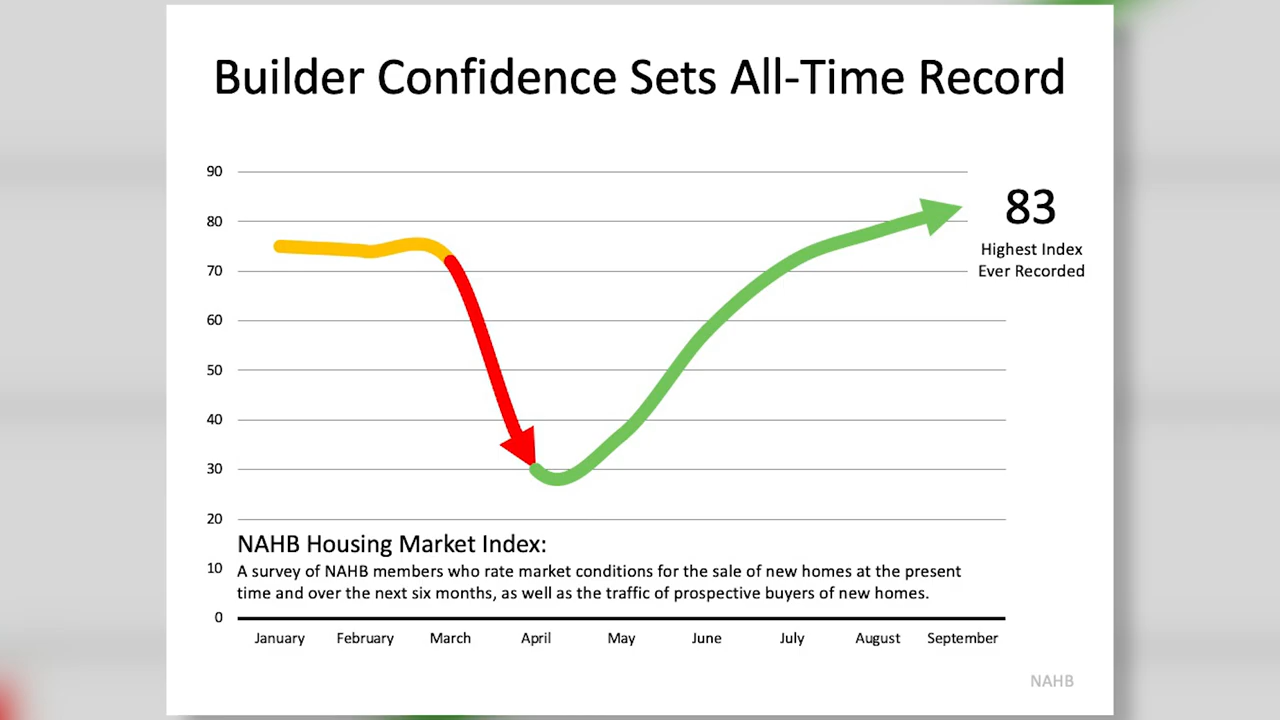 Builder Confidence Sets All-Time Record
90
80
70
60
50
40
30
20
10
0
83
Highest Index
Ever Recorded
NAHB Housing Market Index:
A survey of NAHB members who rate market conditions for the sale of new homes at the present
time and over the next six months, as well as the traffic of prospective buyers of new homes.
January February March April May June July August September
NAHB